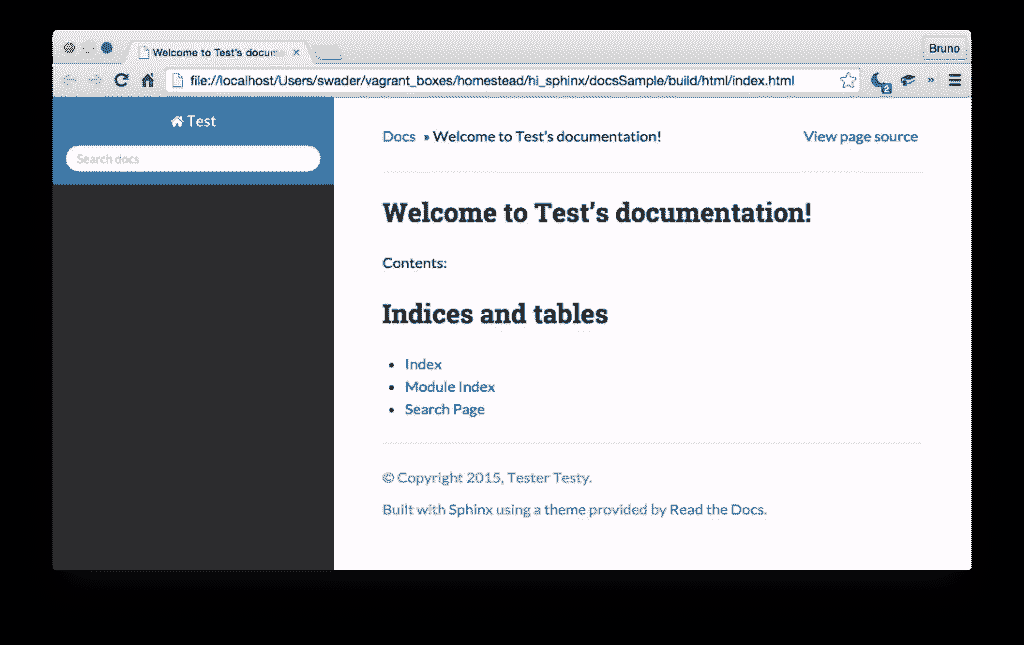 Welcome to Test's docum
Bruno
file://localhost/Users/swader/vagrant_boxes/homestead/hi_sphinx/docsSample/build/html/index.html
2
»
Test
Search docs
Docs » Welcome to Test's documentation!
View page source
Welcome to Test's documentation!
Contents:
Indices and tables
Index
Module Index
Search Page
© Copyright 2015, Tester Testy.
Built with Sphinx using a theme provided by Read the Docs.